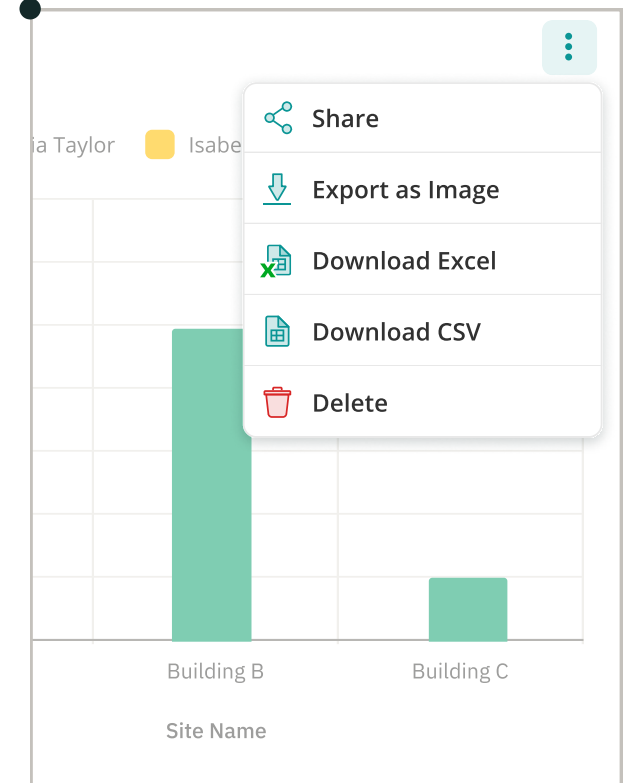 Share
ia Taylor Isabe
Export as Image
Download Excel
Download CSV
Delete
Building B Building C
Site Name